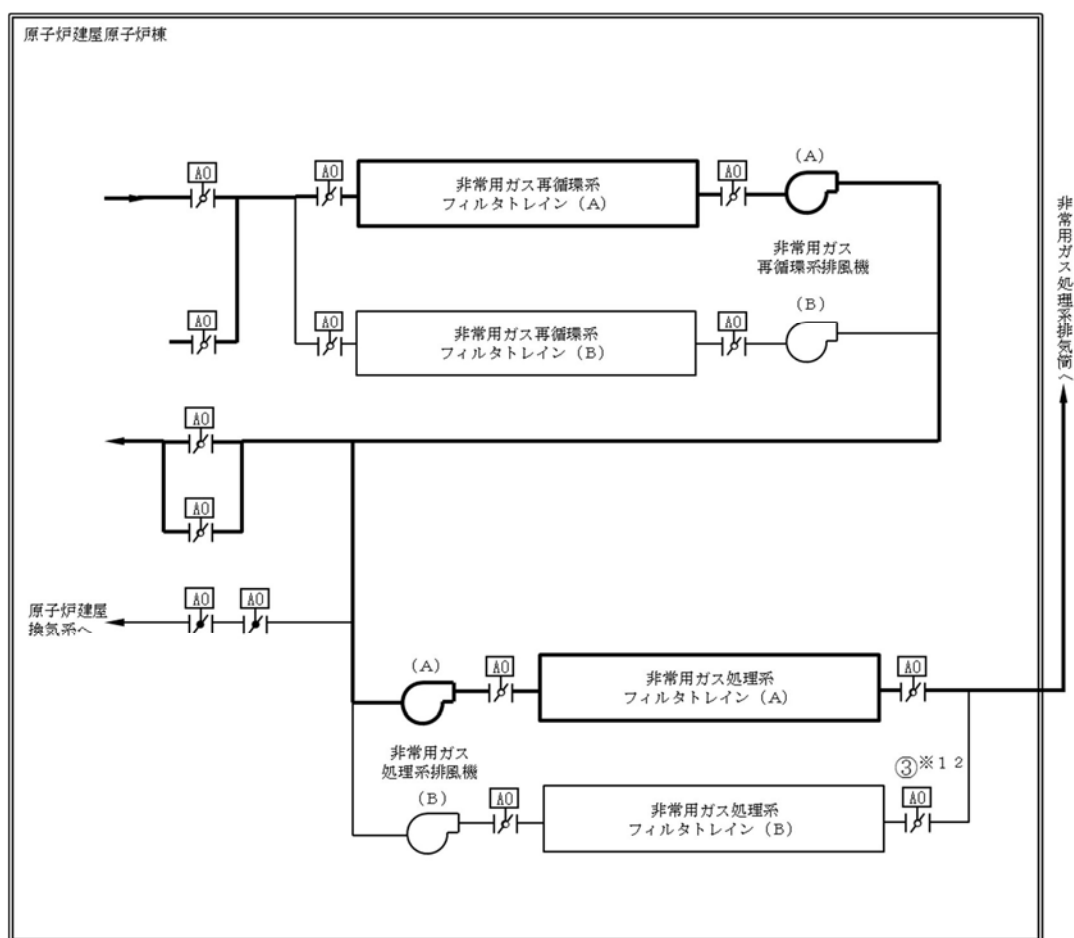 原子炉建屋原子炉棟
AO
AO
AO
(A)
非常用ガス再循環系
フィルタトレイン(A)
非常用ガス
再循環系排風機
(B)
AO
AO
AO
非常用ガス再循環系
フィルタトレイン(B)
非常用ガス処理系排気筒へ
AO
AO
原子炉建屋
換気系へ
AO
AO
(A)
AO
AO
非常用ガス処理系
フィルタトレイン(A)
非常用ガス
処理系排風機
(B)
③※12
AO
AO
非常用ガス処理系
フィルタトレイン(B)